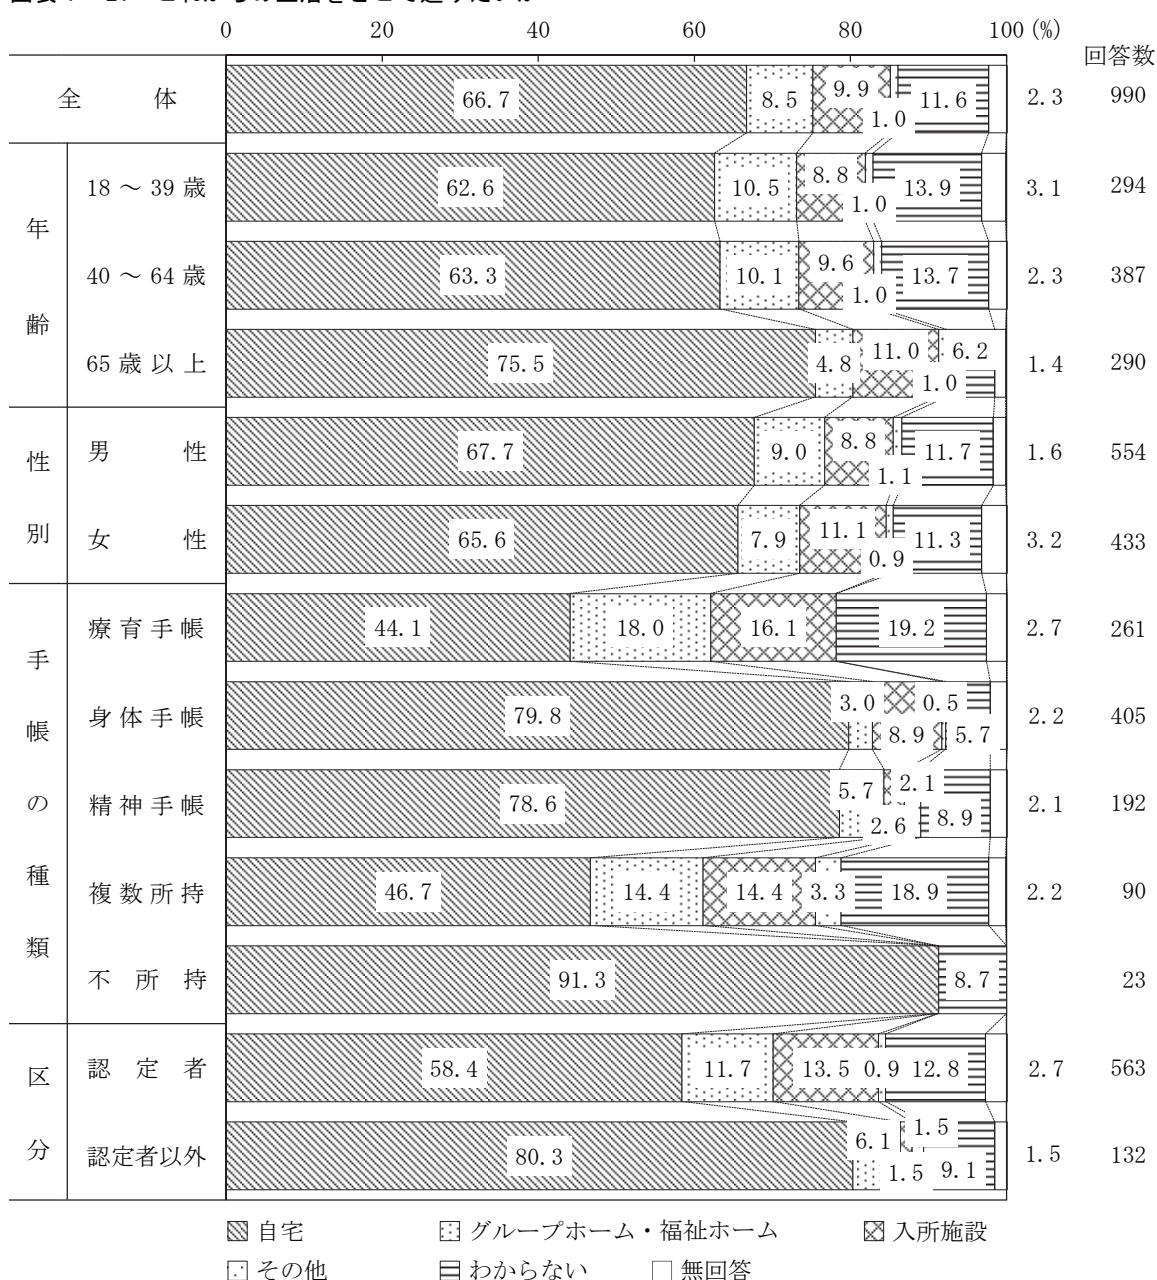 0 20 40 60 80 100 (%)
回答数
全体 66.7 8.5 9.9 1.0 11.6 2.3 990
年齢
18～39歳 62.6 10.5 8.8 1.0 13.9 3.1 294
40～64歳 63.3 10.1 9.6 1.0 13.7 2.3 387
65歳以上 75.5 4.8 11.0 1.0 6.2 1.4 290
性別
男性 67.7 9.0 8.8 1.1 11.7 1.6 554
女性 65.6 7.9 11.1 0.9 11.3 3.2 433
手帳の種類
療育手帳 44.1 18.0 16.1 19.2 2.7 261
身体手帳 79.8 3.0 8.9 0.5 5.7 2.2 405
精神手帳 78.6 5.7 2.6 2.1 8.9 2.1 192
複数所持 46.7 14.4 14.4 3.3 18.9 2.2 90
不所持 91.3 8.7 23
区分
認定者 58.4 11.7 13.5 0.9 12.8 2.7 563
認定者以外 80.3 6.1 1.5 1.5 9.1 1.5 132
自宅 グループホーム・福祉ホーム 入所施設
その他 わからない 無回答